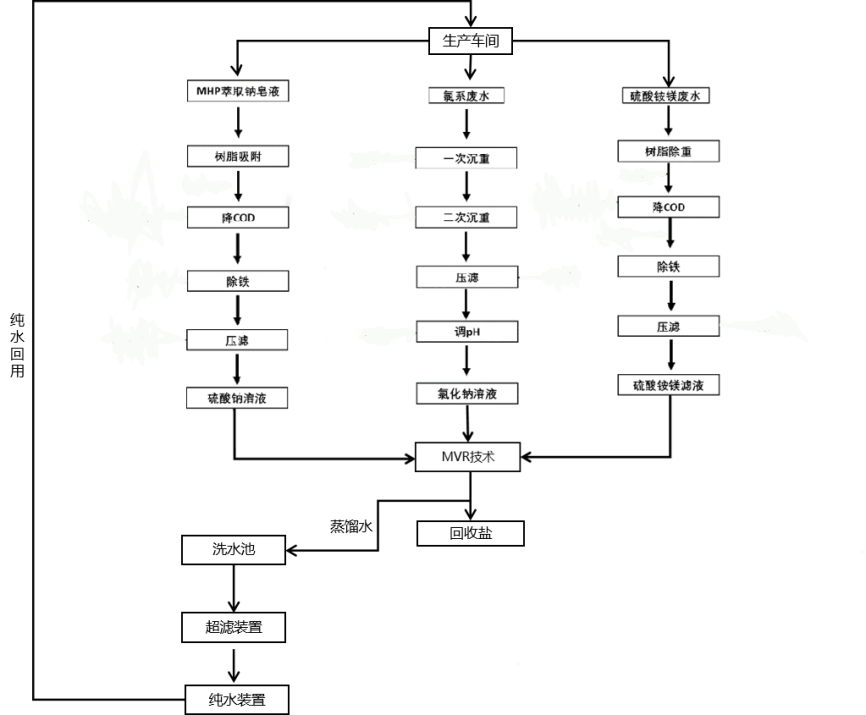 生产车间
MHP萃取钠皂液
树脂吸附
降COD
除铁
压滤
硫酸钠溶液
氯系废水
一次沉重
二次沉重
压滤
调pH
氯化钠溶液
硫酸铵镁废水
树脂除重
降COD
除铁
压滤
硫酸铵镁滤液
MVR技术
蒸馏水
回收盐
洗水池
超滤装置
纯水装置
纯水回用